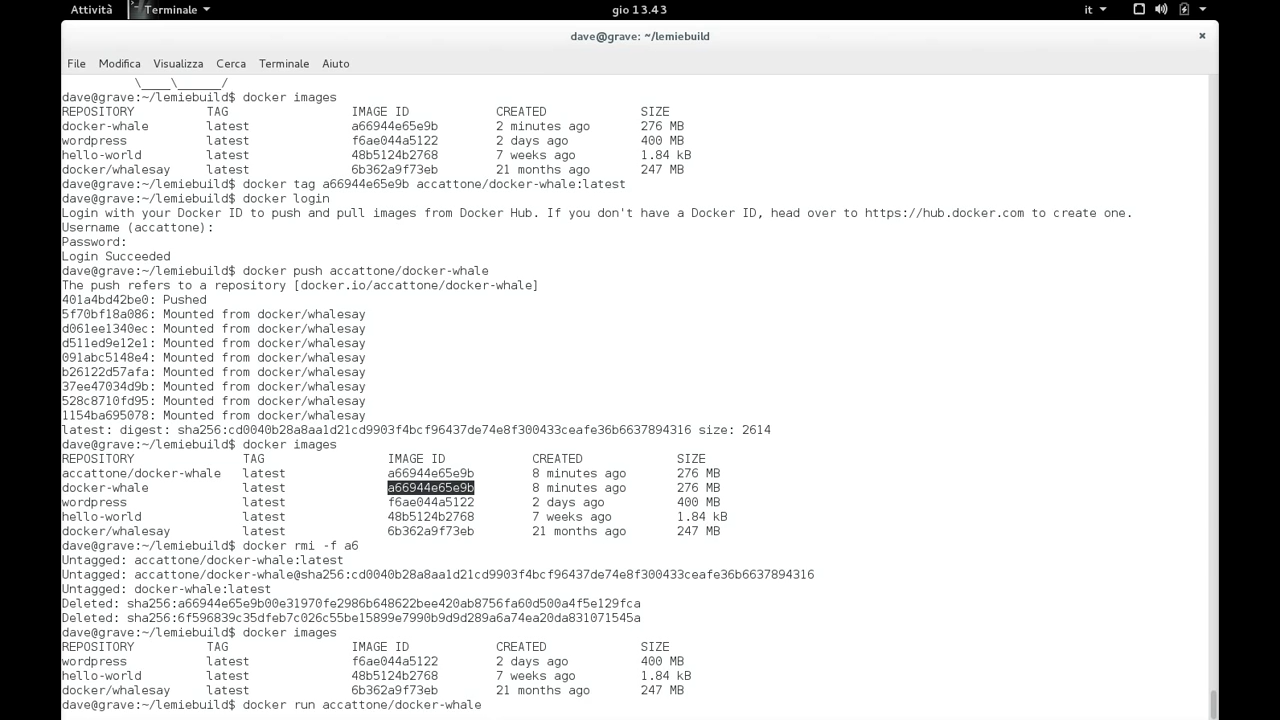 Attività Terminale gio 13.43 it
dave@grave: ~/lemiebuild ×
File Modifica Visualizza Cerca Terminale Aiuto
\____\______/
dave@grave:~/lemiebuild$ docker images
REPOSITORY TAG IMAGE ID CREATED SIZE
docker-whale latest a66944e65e9b 2 minutes ago 276 MB
wordpress latest f6ae044a5122 2 days ago 400 MB
hello-world latest 48b5124b2768 7 weeks ago 1.84 kB
docker/whalesay latest 6b362a9f73eb 21 months ago 247 MB
dave@grave:~/lemiebuild$ docker tag a66944e65e9b accattone/docker-whale:latest
dave@grave:~/lemiebuild$ docker login
Login with your Docker ID to push and pull images from Docker Hub. If you don't have a Docker ID, head over to https://hub.docker.com to create one.
Username (accattone):
Password:
Login Succeeded
dave@grave:~/lemiebuild$ docker push accattone/docker-whale
The push refers to a repository [docker.io/accattone/docker-whale]
401a4bd42be0: Pushed
5f70bf18a086: Mounted from docker/whalesay
d061ee1340ec: Mounted from docker/whalesay
d511ed9e12e1: Mounted from docker/whalesay
091abc5148e4: Mounted from docker/whalesay
b26122d57afa: Mounted from docker/whalesay
37ee47034d9b: Mounted from docker/whalesay
528c8710fd95: Mounted from docker/whalesay
1154ba695078: Mounted from docker/whalesay
latest: digest: sha256:cd0040b28a8aa1d21cd9903f4bcf96437de74e8f300433ceafe36b6637894316 size: 2614
dave@grave:~/lemiebuild$ docker images
REPOSITORY TAG IMAGE ID CREATED SIZE
accattone/docker-whale latest a66944e65e9b 8 minutes ago 276 MB
docker-whale latest a66944e65e9b 8 minutes ago 276 MB
wordpress latest f6ae044a5122 2 days ago 400 MB
hello-world latest 48b5124b2768 7 weeks ago 1.84 kB
docker/whalesay latest 6b362a9f73eb 21 months ago 247 MB
dave@grave:~/lemiebuild$ docker rmi -f a6
Untagged: accattone/docker-whale:latest
Untagged: accattone/docker-whale@sha256:cd0040b28a8aa1d21cd9903f4bcf96437de74e8f300433ceafe36b6637894316
Untagged: docker-whale:latest
Deleted: sha256:a66944e65e9b00e31970fe2986b648622bee420ab8756fa60d500a4f5e129fca
Deleted: sha256:6f596839c35dfeb7c026c55be15899e7990b9d9d289a6a74ea20da831071545a
dave@grave:~/lemiebuild$ docker images
REPOSITORY TAG IMAGE ID CREATED SIZE
wordpress latest f6ae044a5122 2 days ago 400 MB
hello-world latest 48b5124b2768 7 weeks ago 1.84 kB
docker/whalesay latest 6b362a9f73eb 21 months ago 247 MB
dave@grave:~/lemiebuild$ docker run accattone/docker-whale